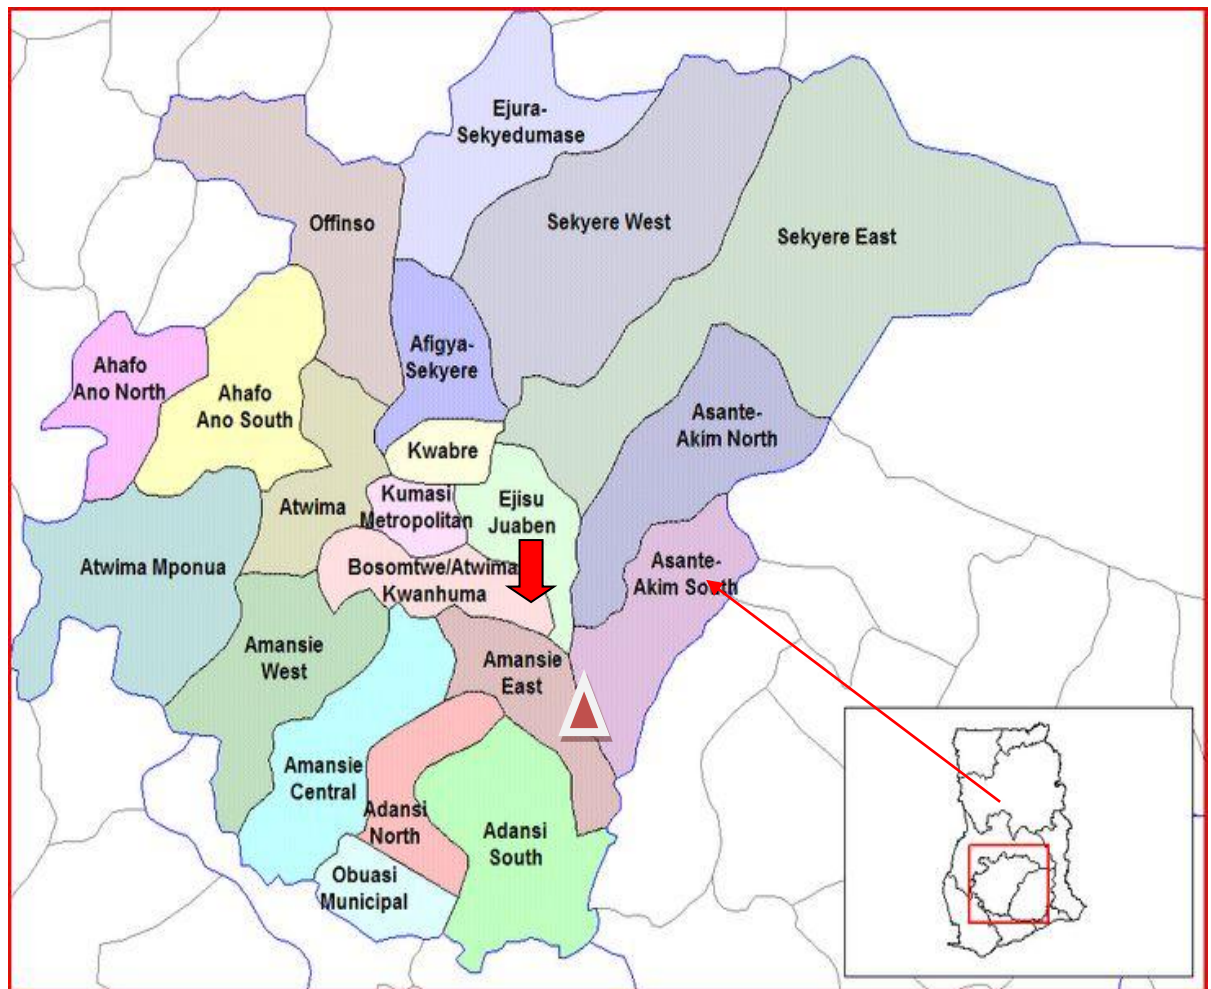 Ejura-
Sekyedumase
Offinso
Sekyere West
Sekyere East
Afigya-
Sekyere
Ahafo
Ano North
Ahafo
Ano South
Asante-
Akim North
Kwabre
Kumasi
Metropolitan
Ejisu
Juaben
Atwima
Atwima Mponua
Bosomtwe/Atwima
Kwanhuma
Asante-
Akim South
Amansie
West
Amansie
East
Amansie
Central
Adansi
North
Adansi
South
Obuasi
Municipal